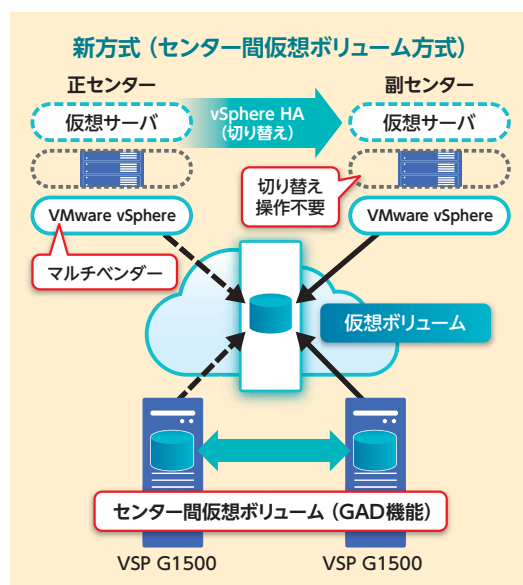 新方式（センター間仮想ボリューム方式）
正センター
副センター
仮想サーバ
vSphere HA
（切り替え）
仮想サーバ
切り替え
操作不要
VMware vSphere
VMware vSphere
マルチベンダー
仮想ボリューム
センター間仮想ボリューム（GAD機能）
VSP G1500
VSP G1500